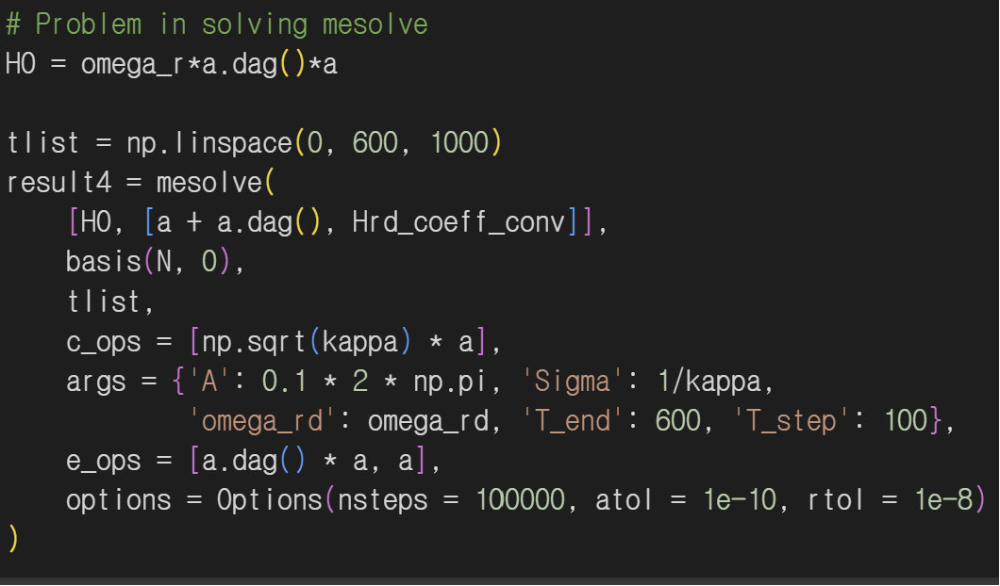 # Problem in solving mesolve
H0 = omega_r*a.dag()*a
tlist = np.linspace(0, 600, 1000)
result4 = mesolve(
[H0, [a + a.dag(), Hrd_coeff_conv]],
basis(N, 0),
tlist,
c_ops = [np.sqrt(kappa) * a],
args = {'A': 0.1 * 2 * np.pi, 'Sigma': 1/kappa,
'omega_rd': omega_rd, 'T_end': 600, 'T_step': 100},
e_ops = [a.dag() * a, a],
options = Options(nsteps = 100000, atol = 1e-10, rtol = 1e-8)
)